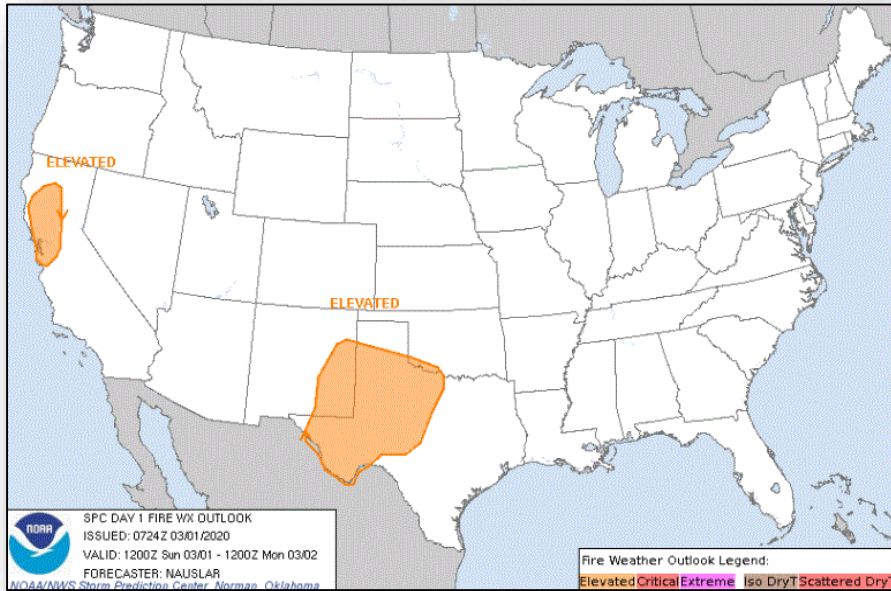 ELEVATED
ELEVATED
NOAA
SPC DAY 1 FIRE WX OUTLOOK
ISSUED: 0724Z 03/01/2020
VALID: 1200Z Sun 03/01 - 1200Z Mon 03/02
FORECASTER: NAUSLAR
NOAA/NWS Storm Prediction Center, Norman, Oklahoma
Fire Weather Outlook Legend:
Elevated Critical Extreme Iso DryT Scattered DryT